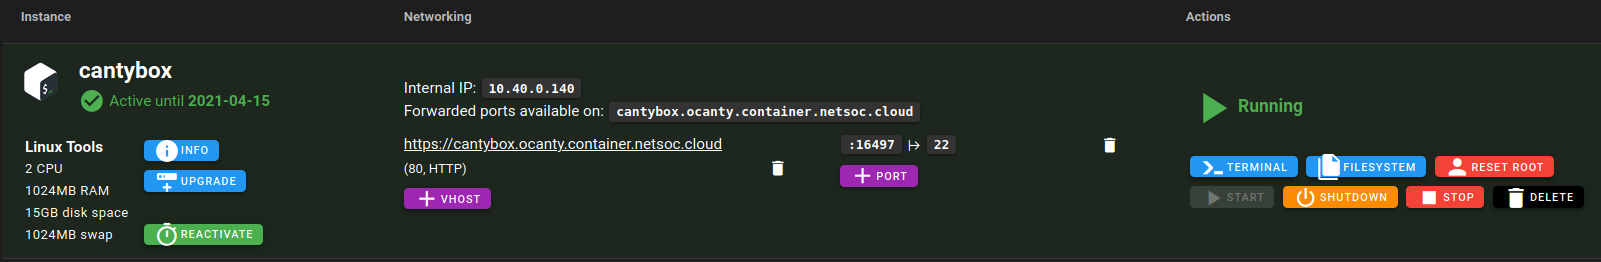 Instance Networking Actions
cantybox
Active until 2021-04-15
Linux Tools
2 CPU
1024MB RAM
15GB disk space
1024MB swap
INFO
UPGRADE
REACTIVATE
Internal IP: 10.40.0.140
Forwarded ports available on: cantybox.ocanty.container.netsoc.cloud
https://cantybox.ocanty.container.netsoc.cloud
(80, HTTP)
+ VHOST
:16497 ↦ 22
+ PORT
Running
TERMINAL FILESYSTEM RESET ROOT
START SHUTDOWN STOP DELETE